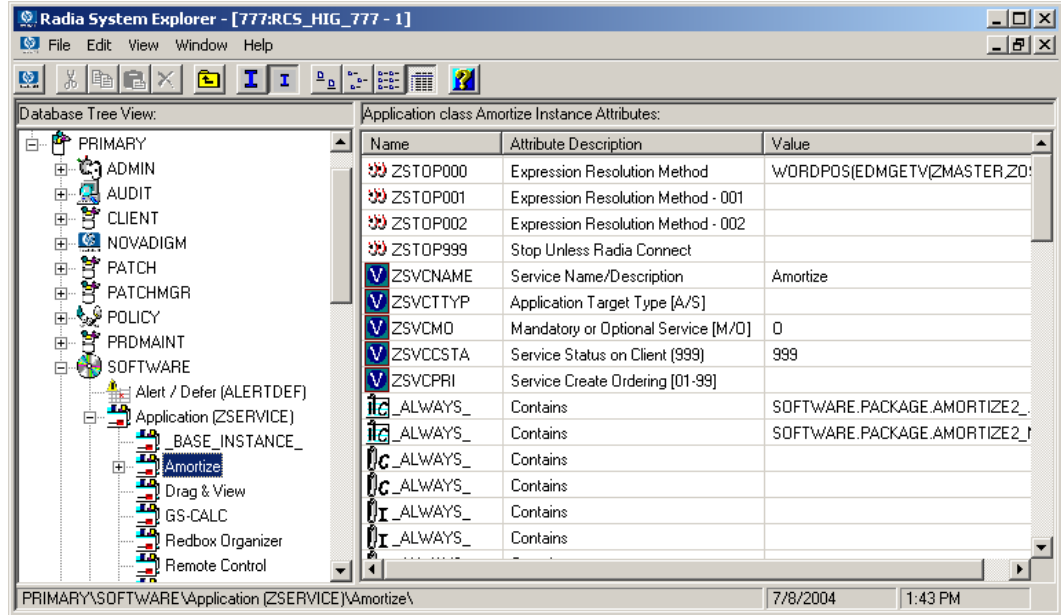 Radia System Explorer - [777:RCS_HIG_777 - 1]
File Edit View Window Help
Database Tree View:
PRIMARY
ADMIN
AUDIT
CLIENT
NOVADIGM
PATCH
PATCHMGR
POLICY
PRDMAINT
SOFTWARE
Alert / Defer (ALERTDEF)
Application (ZSERVICE)
_BASE_INSTANCE_
Amortize
Drag & View
GS-CALC
Redbox Organizer
Remote Control
Application class Amortize Instance Attributes:
Name Attribute Description Value
ZSTOP000 Expression Resolution Method WORDPOS(EDMGETV(ZMASTER,ZOS
ZSTOP001 Expression Resolution Method - 001
ZSTOP002 Expression Resolution Method - 002
ZSTOP999 Stop Unless Radia Connect
V ZSVCNAME Service Name/Description Amortize
V ZSVCTTYP Application Target Type [A/S]
V ZSVCMO Mandatory or Optional Service [M/O] O
V ZSVCCSTA Service Status on Client (999) 999
V ZSVCPRI Service Create Ordering [01-99]
_ALWAYS_ Contains SOFTWARE.PACKAGE.AMORTIZE2_
_ALWAYS_ Contains SOFTWARE.PACKAGE.AMORTIZE2_
C _ALWAYS_ Contains
C _ALWAYS_ Contains
I _ALWAYS_ Contains
I _ALWAYS_ Contains
PRIMARY\SOFTWARE\Application (ZSERVICE)\Amortize\ 7/8/2004 1:43 PM